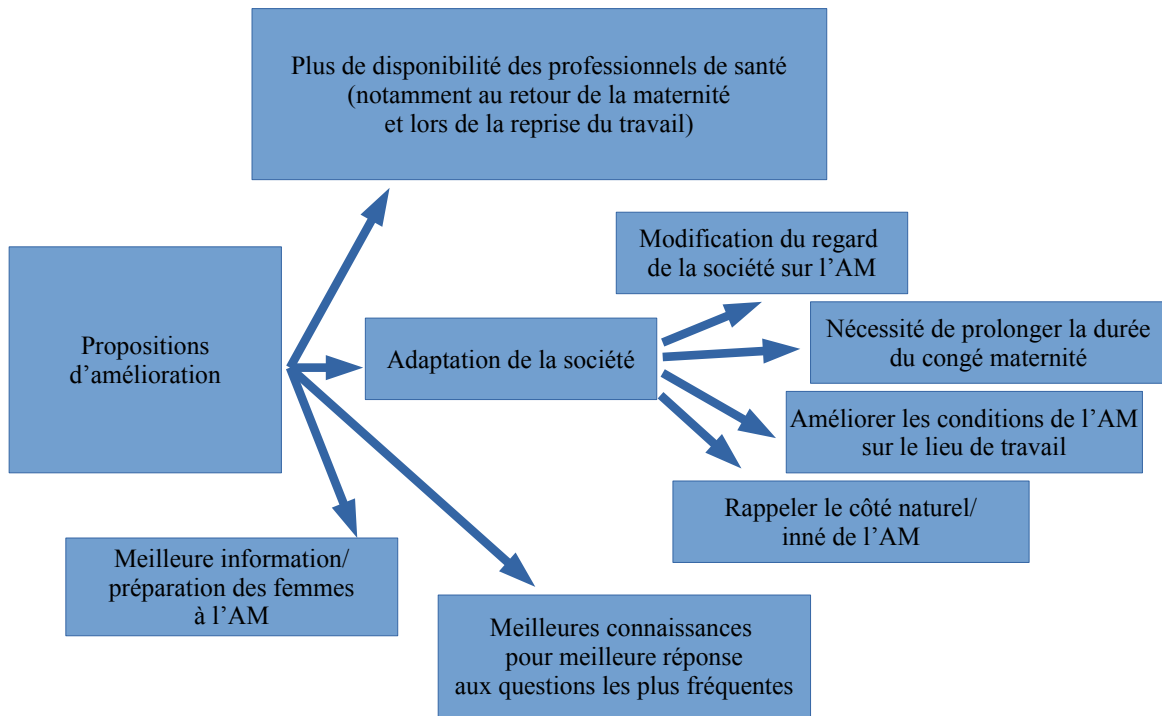 Plus de disponibilité des professionnels de santé
(notamment au retour de la maternité
et lors de la reprise du travail)
Propositions
d’amélioration
Adaptation de la société
Modification du regard
de la société sur l’AM
Nécessité de prolonger la durée
du congé maternité
Améliorer les conditions de l’AM
sur le lieu de travail
Rappeler le côté naturel/
inné de l’AM
Meilleure information/
préparation des femmes
à l’AM
Meilleures connaissances
pour meilleure réponse
aux questions les plus fréquentes